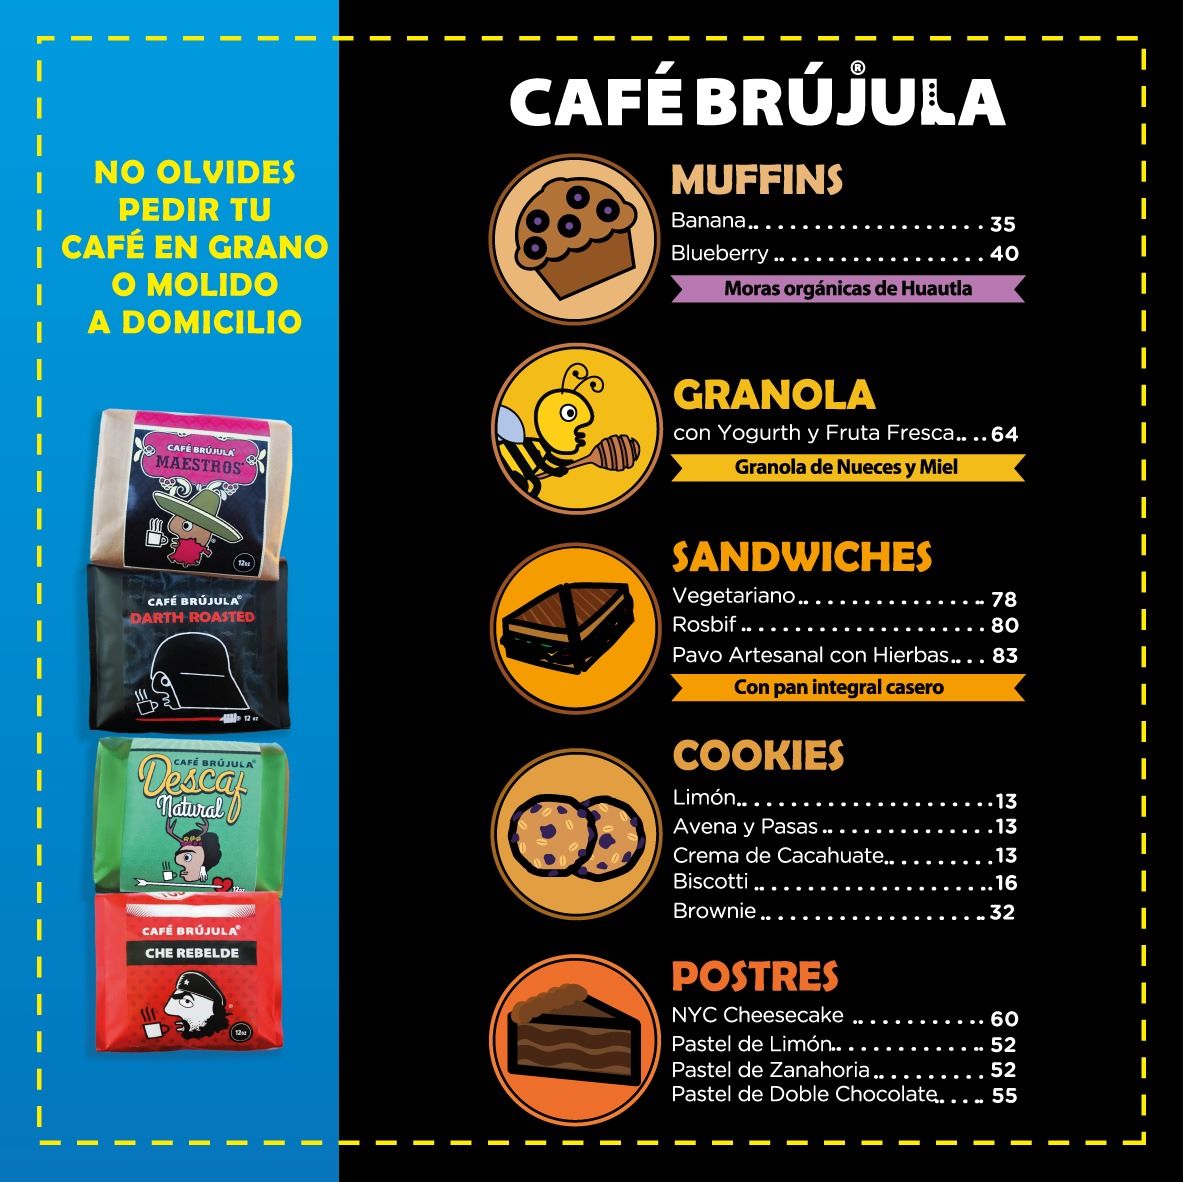 NO OLVIDES
PEDIR TU
CAFÉ EN GRANO
O MOLIDO
A DOMICILIO
CAFÉ BRÚJULA
MAESTROS
12oz
CAFÉ BRÚJULA®
DARTH ROASTED
12 oz
CAFÉ BRÚJULA®
Descaf
Natural
12oz
CAFÉ BRÚJULA®
CHE REBELDE
12oz
CAFÉ BRÚJULA®
MUFFINS
Banana 35
Blueberry 40
Moras orgánicas de Huautla
GRANOLA
con Yogurth y Fruta Fresca 64
Granola de Nueces y Miel
SANDWICHES
Vegetariano 78
Rosbif 80
Pavo Artesanal con Hierbas 83
Con pan integral casero
COOKIES
Limón 13
Avena y Pasas 13
Crema de Cacahuate 13
Biscotti 16
Brownie 32
POSTRES
NYC Cheesecake 60
Pastel de Limón 52
Pastel de Zanahoria 52
Pastel de Doble Chocolate 55